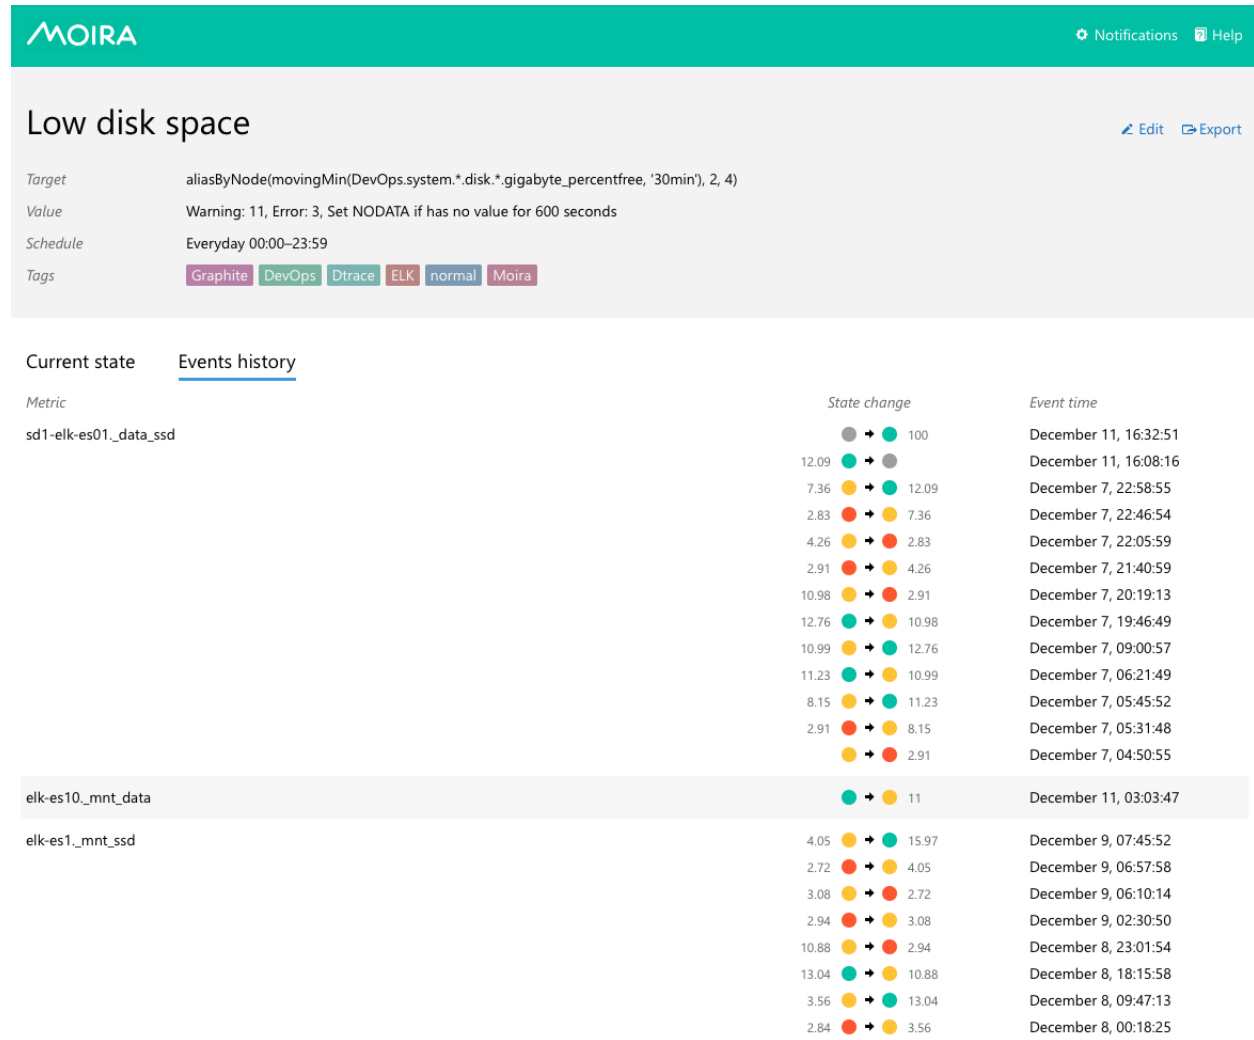 MOIRA
Notifications Help
Low disk space
Edit Export
Target aliasByNode(movingMin(DevOps.system.*.disk.*.gigabyte_percentfree, '30min'), 2, 4)
Value Warning: 11, Error: 3, Set NODATA if has no value for 600 seconds
Schedule Everyday 00:00–23:59
Tags Graphite DevOps Dtrace ELK normal Moira
Current state Events history
Metric State change Event time
sd1-elk-es01._data_ssd 100 December 11, 16:32:51
12.09 December 11, 16:08:16
7.36 12.09 December 7, 22:58:55
2.83 7.36 December 7, 22:46:54
4.26 2.83 December 7, 22:05:59
2.91 4.26 December 7, 21:40:59
10.98 2.91 December 7, 20:19:13
12.76 10.98 December 7, 19:46:49
10.99 12.76 December 7, 09:00:57
11.23 10.99 December 7, 06:21:49
8.15 11.23 December 7, 05:45:52
2.91 8.15 December 7, 05:31:48
2.91 December 7, 04:50:55
elk-es10._mnt_data 11 December 11, 03:03:47
elk-es1._mnt_ssd 4.05 15.97 December 9, 07:45:52
2.72 4.05 December 9, 06:57:58
3.08 2.72 December 9, 06:10:14
2.94 3.08 December 9, 02:30:50
10.88 2.94 December 8, 23:01:54
13.04 10.88 December 8, 18:15:58
3.56 13.04 December 8, 09:47:13
2.84 3.56 December 8, 00:18:25